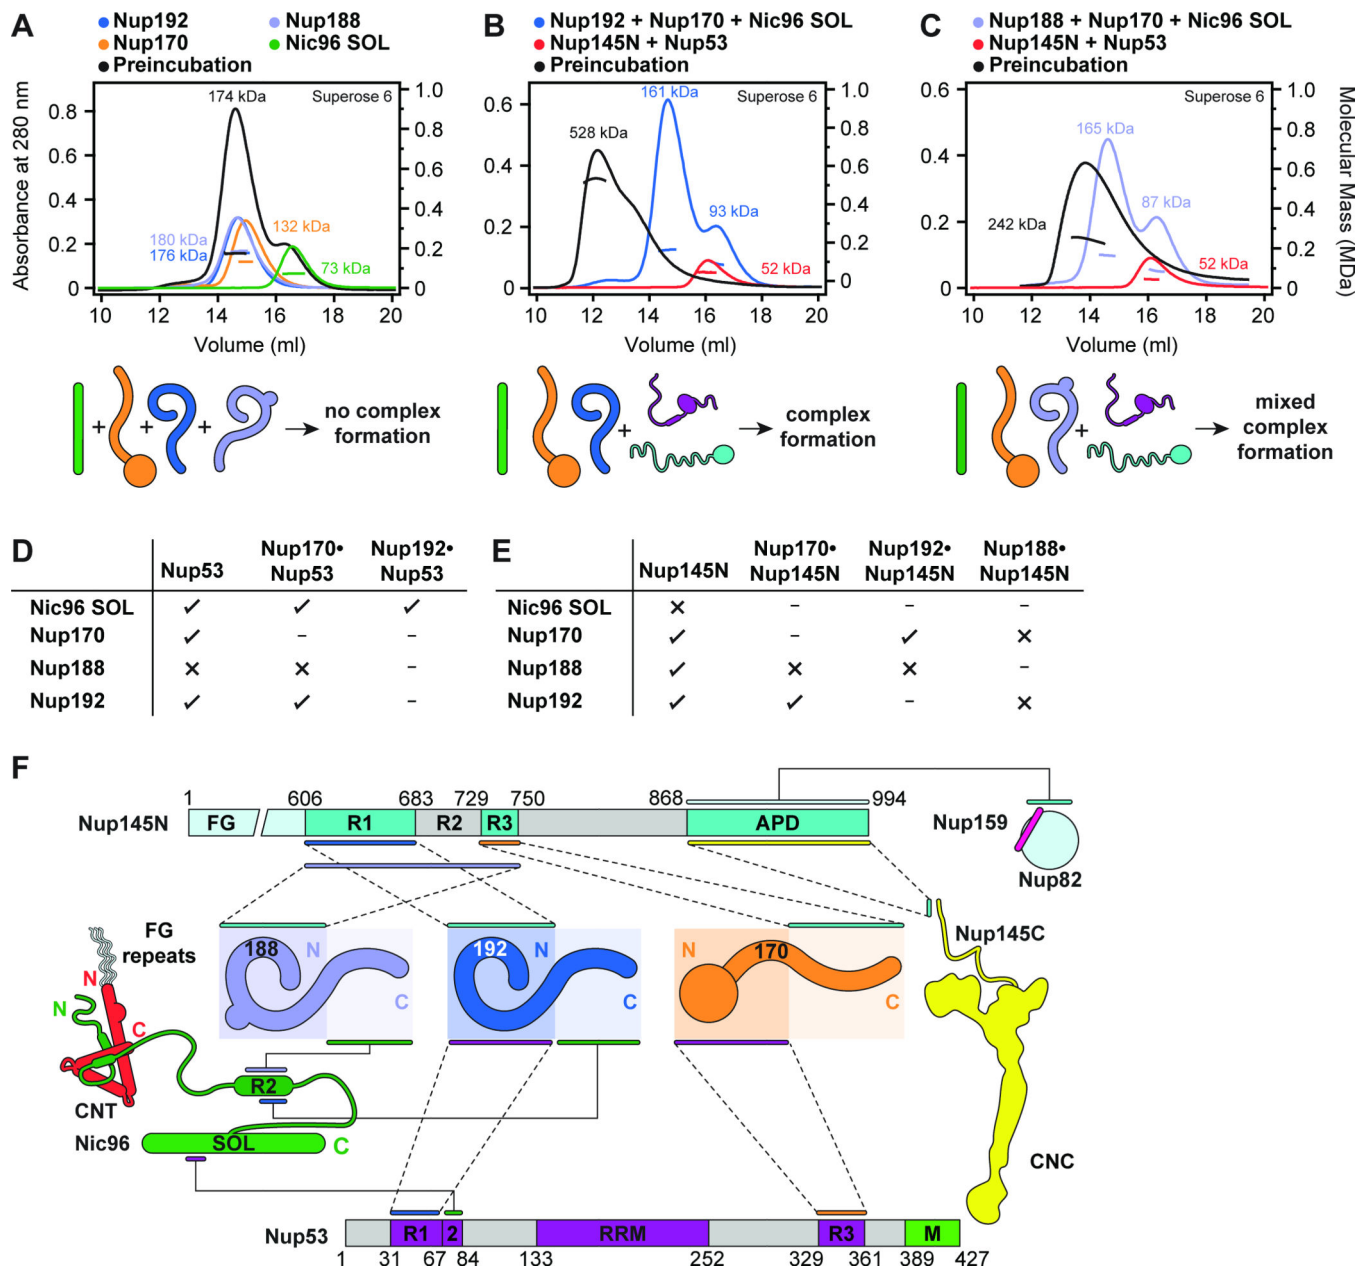 A
Nup192
Nup188
Nup170
Nic96 SOL
Preincubation
Superose 6
174 kDa
180 kDa
176 kDa
132 kDa
73 kDa
Absorbance at 280 nm
0.8
0.6
0.4
0.2
0
1.0
0.8
0.6
0.4
0.2
0
10 12 14 16 18 20
Volume (ml)
+ + +
no complex
formation
B
Nup192 + Nup170 + Nic96 SOL
Nup145N + Nup53
Preincubation
Superose 6
161 kDa
528 kDa
93 kDa
52 kDa
0.6
0.4
0.2
0
1.0
0.8
0.6
0.4
0.2
0
10 12 14 16 18 20
Volume (ml)
+
complex
formation
C
Nup188 + Nup170 + Nic96 SOL
Nup145N + Nup53
Preincubation
Superose 6
165 kDa
87 kDa
242 kDa
52 kDa
0.6
0.4
0.2
0
1.0
0.8
0.6
0.4
0.2
0
Molecular Mass (MDa)
10 12 14 16 18 20
Volume (ml)
+
mixed
complex
formation
D
Nup53 Nup170• Nup53 Nup192• Nup53
Nic96 SOL ✓ ✓ ✓
Nup170 ✓ – –
Nup188 × × –
Nup192 ✓ ✓ –
E
Nup145N Nup170• Nup145N Nup192• Nup145N Nup188• Nup145N
Nic96 SOL × – – –
Nup170 ✓ – ✓ ×
Nup188 ✓ × × –
Nup192 ✓ ✓ – ×
F
1 606 683 729 750 868 994
Nup145N FG R1 R2 R3 APD
Nup159
Nup82
Nup145C
FG
repeats
N
N
C
CNT
188 N C
192 N C
N 170 C
R2
Nic96 SOL C
CNC
Nup53 R1 2 RRM R3 M
1 31 67 84 133 252 329 361 389 427